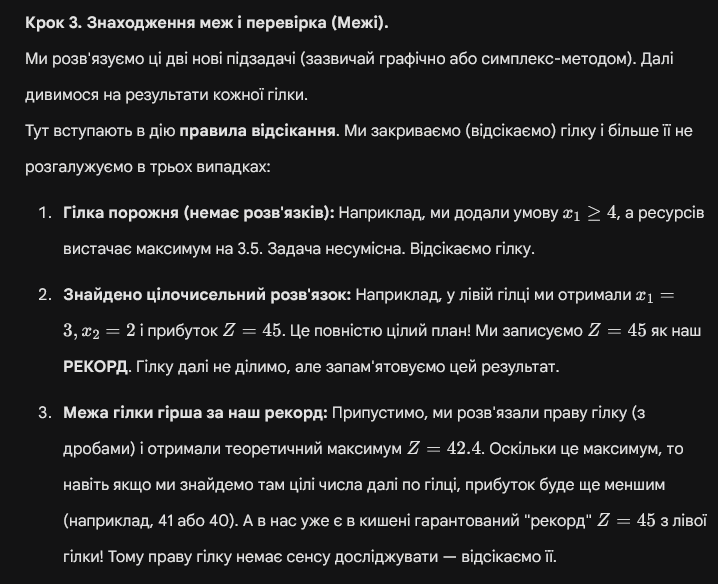 Крок 3. Знаходження меж і перевірка (Межі).
Ми розв'язуємо ці дві нові підзадачі (зазвичай графічно або симплекс-методом). Далі
дивимося на результати кожної гілки.
Тут вступають в дію правила відсікання. Ми закриваємо (відсікаємо) гілку і більше її не
розгалужуємо в трьох випадках:
1. Гілка порожня (немає розв'язків): Наприклад, ми додали умову x₁ ≥ 4, а ресурсів
вистачає максимум на 3.5. Задача несумісна. Відсікаємо гілку.
2. Знайдено цілочисельний розв'язок: Наприклад, у лівій гілці ми отримали x₁ =
3, x₂ = 2 і прибуток Z = 45. Це повністю цілий план! Ми записуємо Z = 45 як наш
РЕКОРД. Гілку далі не ділимо, але запам'ятовуємо цей результат.
3. Межа гілки гірша за наш рекорд: Припустимо, ми розв'язали праву гілку (з
дробами) і отримали теоретичний максимум Z = 42.4. Оскільки це максимум, то
навіть якщо ми знайдемо там цілі числа далі по гілці, прибуток буде ще меншим
(наприклад, 41 або 40). А в нас уже є в кишені гарантований "рекорд" Z = 45 з лівої
гілки! Тому праву гілку немає сенсу досліджувати — відсікаємо її.